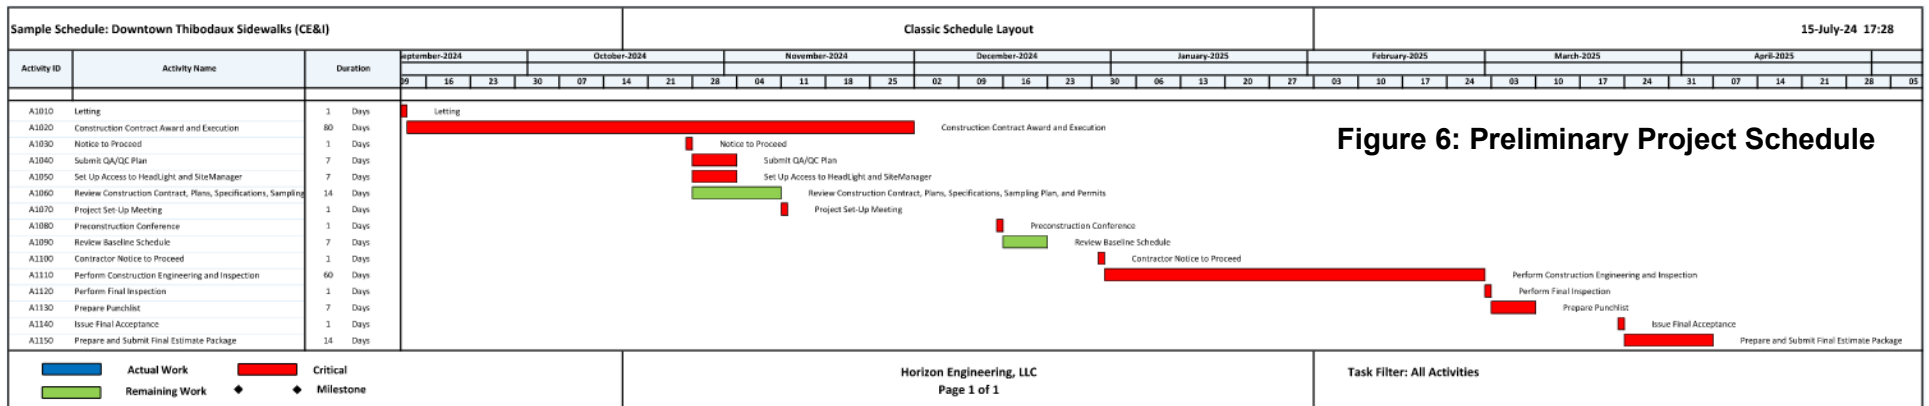 Sample Schedule: Downtown Thibodaux Sidewalks (CE&I) Classic Schedule Layout 15-July-24 17:28
Activity ID Activity Name Duration
eptember-2024 October-2024 November-2024 December-2024 January-2025 February-2025 March-2025 April-2025
09 16 23 30 07 14 21 28 04 11 18 25 02 09 16 23 30 06 13 20 27 03 10 17 24 03 10 17 24 31 07 14 21 28 05
A1010 Letting 1 Days Letting
A1020 Construction Contract Award and Execution 80 Days Construction Contract Award and Execution
Figure 6: Preliminary Project Schedule
A1030 Notice to Proceed 1 Days Notice to Proceed
A1040 Submit QA/QC Plan 7 Days Submit QA/QC Plan
A1050 Set Up Access to HeadLight and SiteManager 7 Days Set Up Access to HeadLight and SiteManager
A1060 Review Construction Contract, Plans, Specifications, Sampling 14 Days Review Construction Contract, Plans, Specifications, Sampling Plan, and Permits
A1070 Project Set-Up Meeting 1 Days Project Set-Up Meeting
A1080 Preconstruction Conference 1 Days Preconstruction Conference
A1090 Review Baseline Schedule 7 Days Review Baseline Schedule
A1100 Contractor Notice to Proceed 1 Days Contractor Notice to Proceed
A1110 Perform Construction Engineering and Inspection 60 Days Perform Construction Engineering and Inspection
A1120 Perform Final Inspection 1 Days Perform Final Inspection
A1130 Prepare Punchlist 7 Days Prepare Punchlist
A1140 Issue Final Acceptance 1 Days Issue Final Acceptance
A1150 Prepare and Submit Final Estimate Package 14 Days Prepare and Submit Final Estimate Package
Actual Work Critical Horizon Engineering, LLC Task Filter: All Activities
Remaining Work Milestone Page 1 of 1